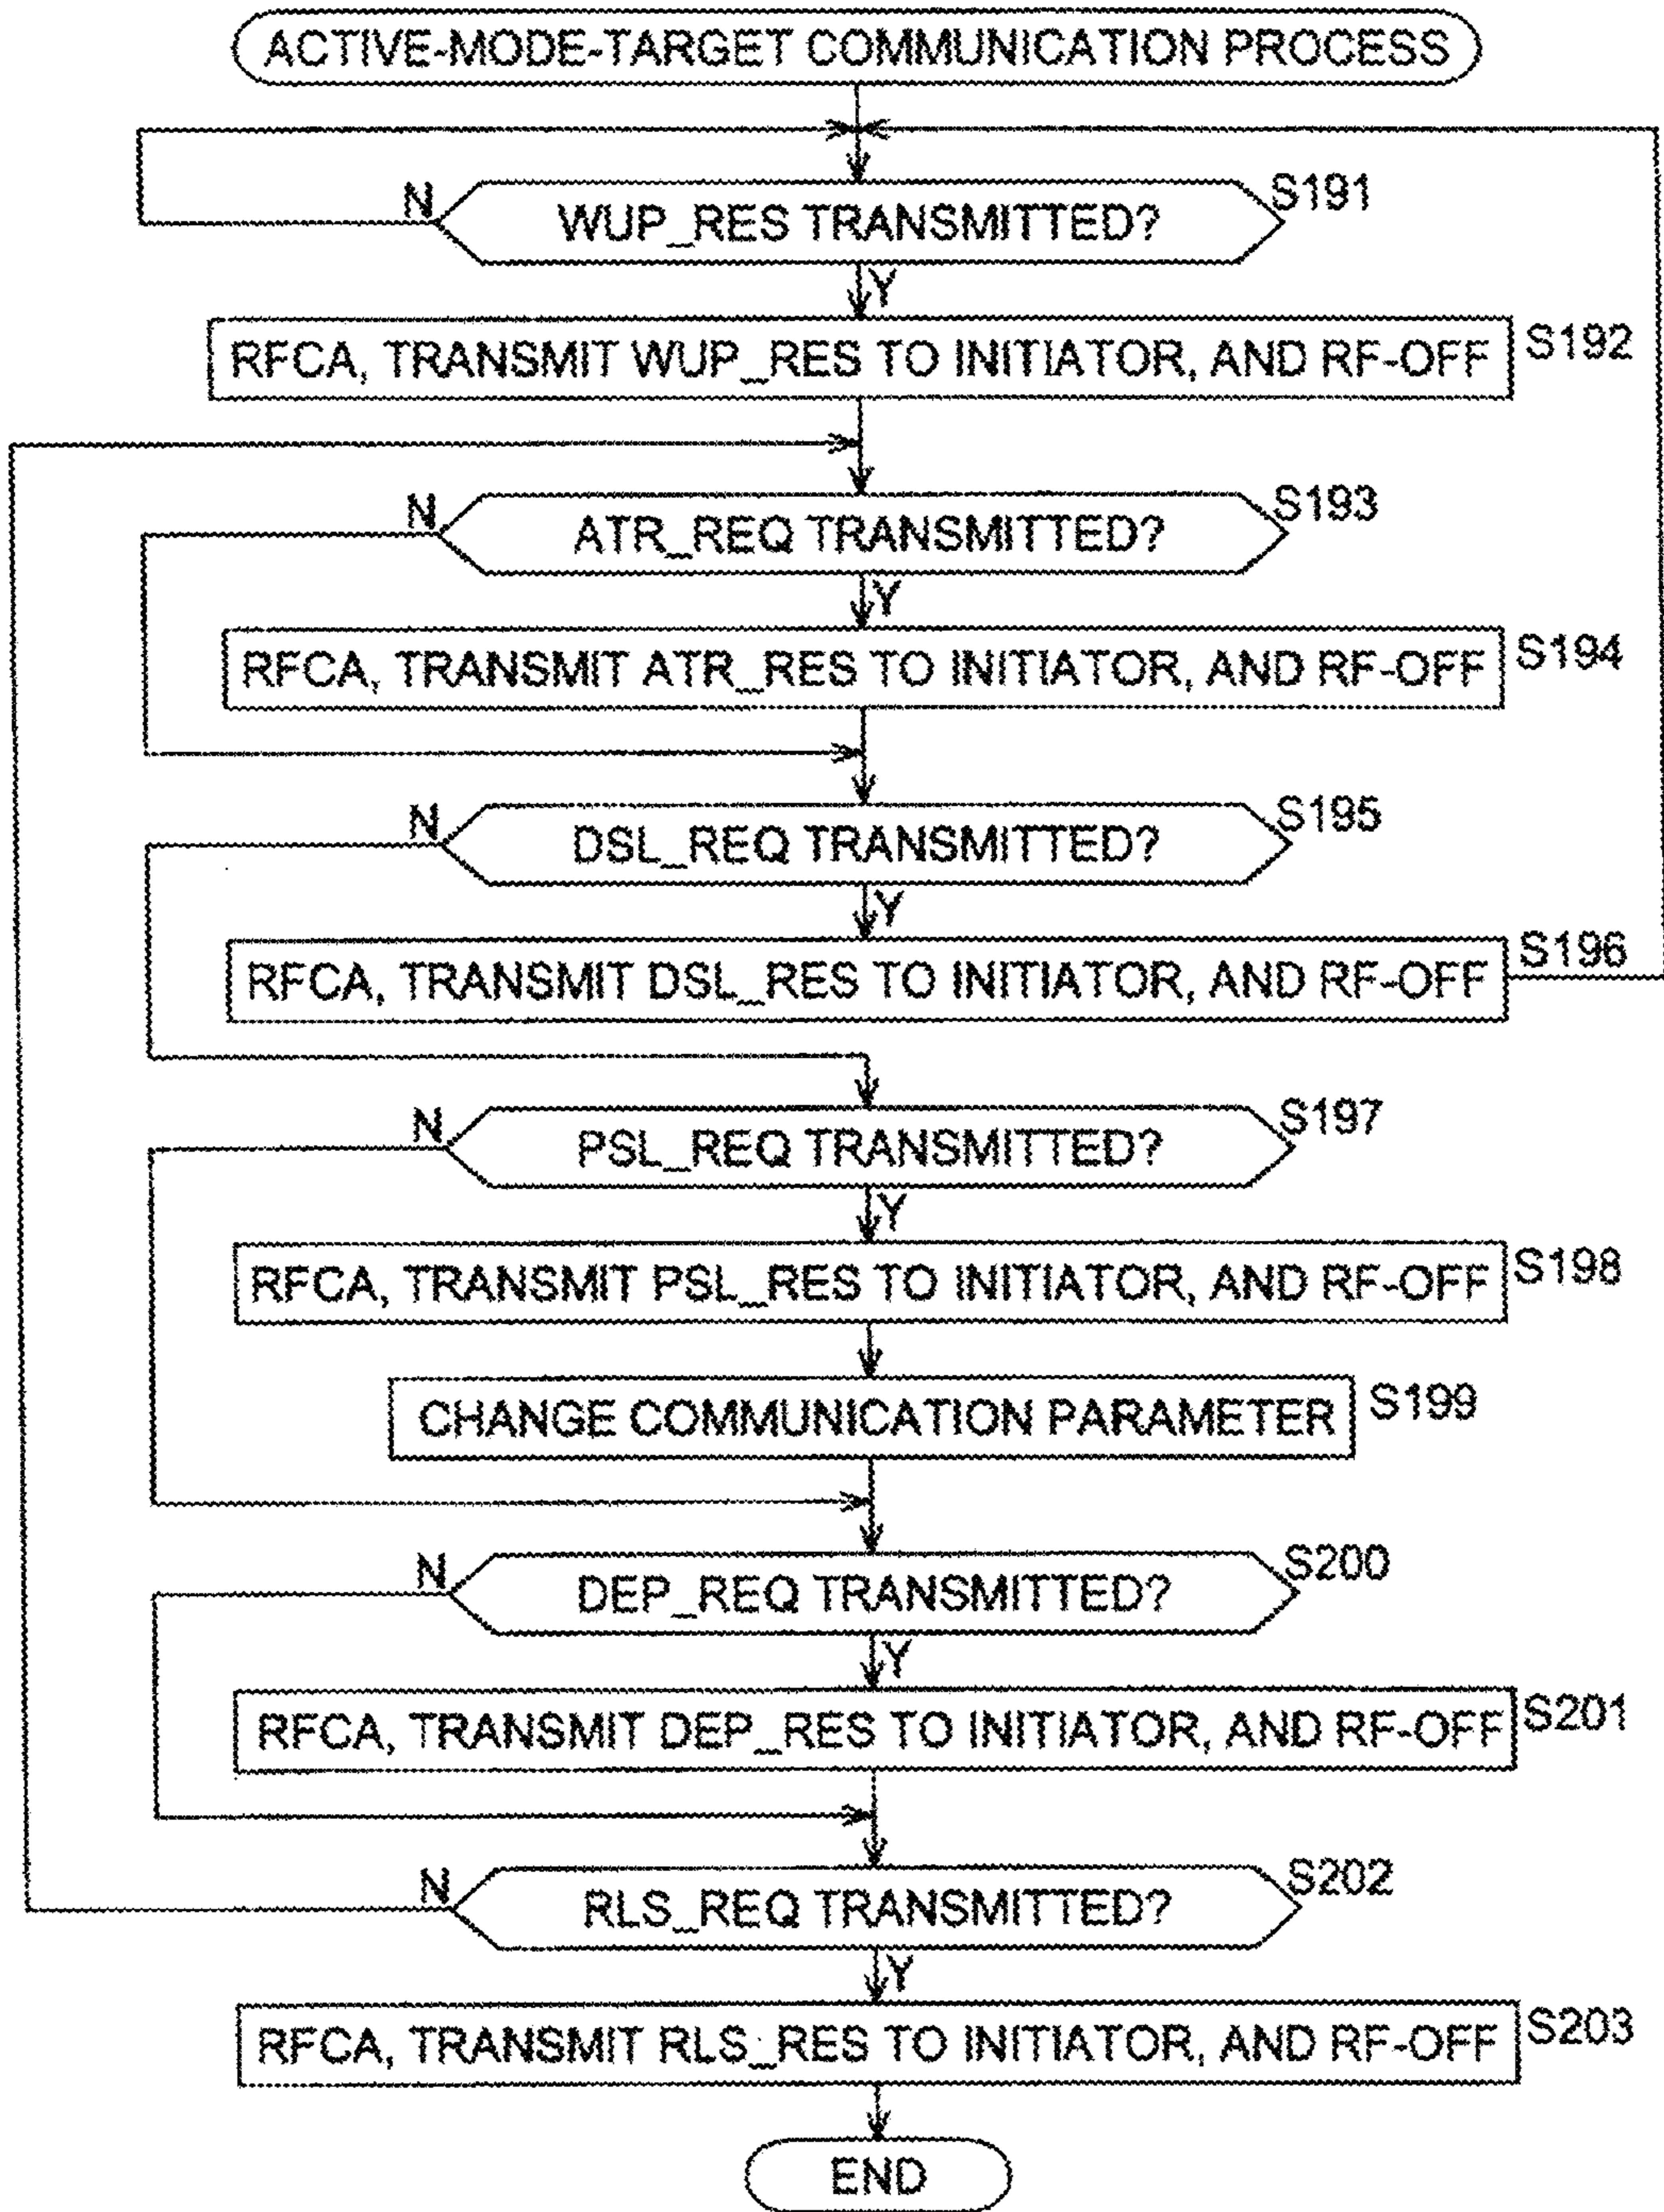 ACTIVE-MODE-TARGET COMMUNICATION PROCESS
N
WUP_RES TRANSMITTED?
S191
Y
RFCA, TRANSMIT WUP_RES TO INITIATOR, AND RF-OFF
S192
N
ATR_REQ TRANSMITTED?
S193
Y
RFCA, TRANSMIT ATR_RES TO INITIATOR, AND RF-OFF
S194
N
DSL_REQ TRANSMITTED?
S195
Y
RFCA, TRANSMIT DSL_RES TO INITIATOR, AND RF-OFF
S196
N
PSL_REQ TRANSMITTED?
S197
Y
RFCA, TRANSMIT PSL_RES TO INITIATOR, AND RF-OFF
S198
CHANGE COMMUNICATION PARAMETER
S199
N
DEP_REQ TRANSMITTED?
S200
Y
RFCA, TRANSMIT DEP_RES TO INITIATOR, AND RF-OFF
S201
N
RLS_REQ TRANSMITTED?
S202
Y
RFCA, TRANSMIT RLS_RES TO INITIATOR, AND RF-OFF
S203
END